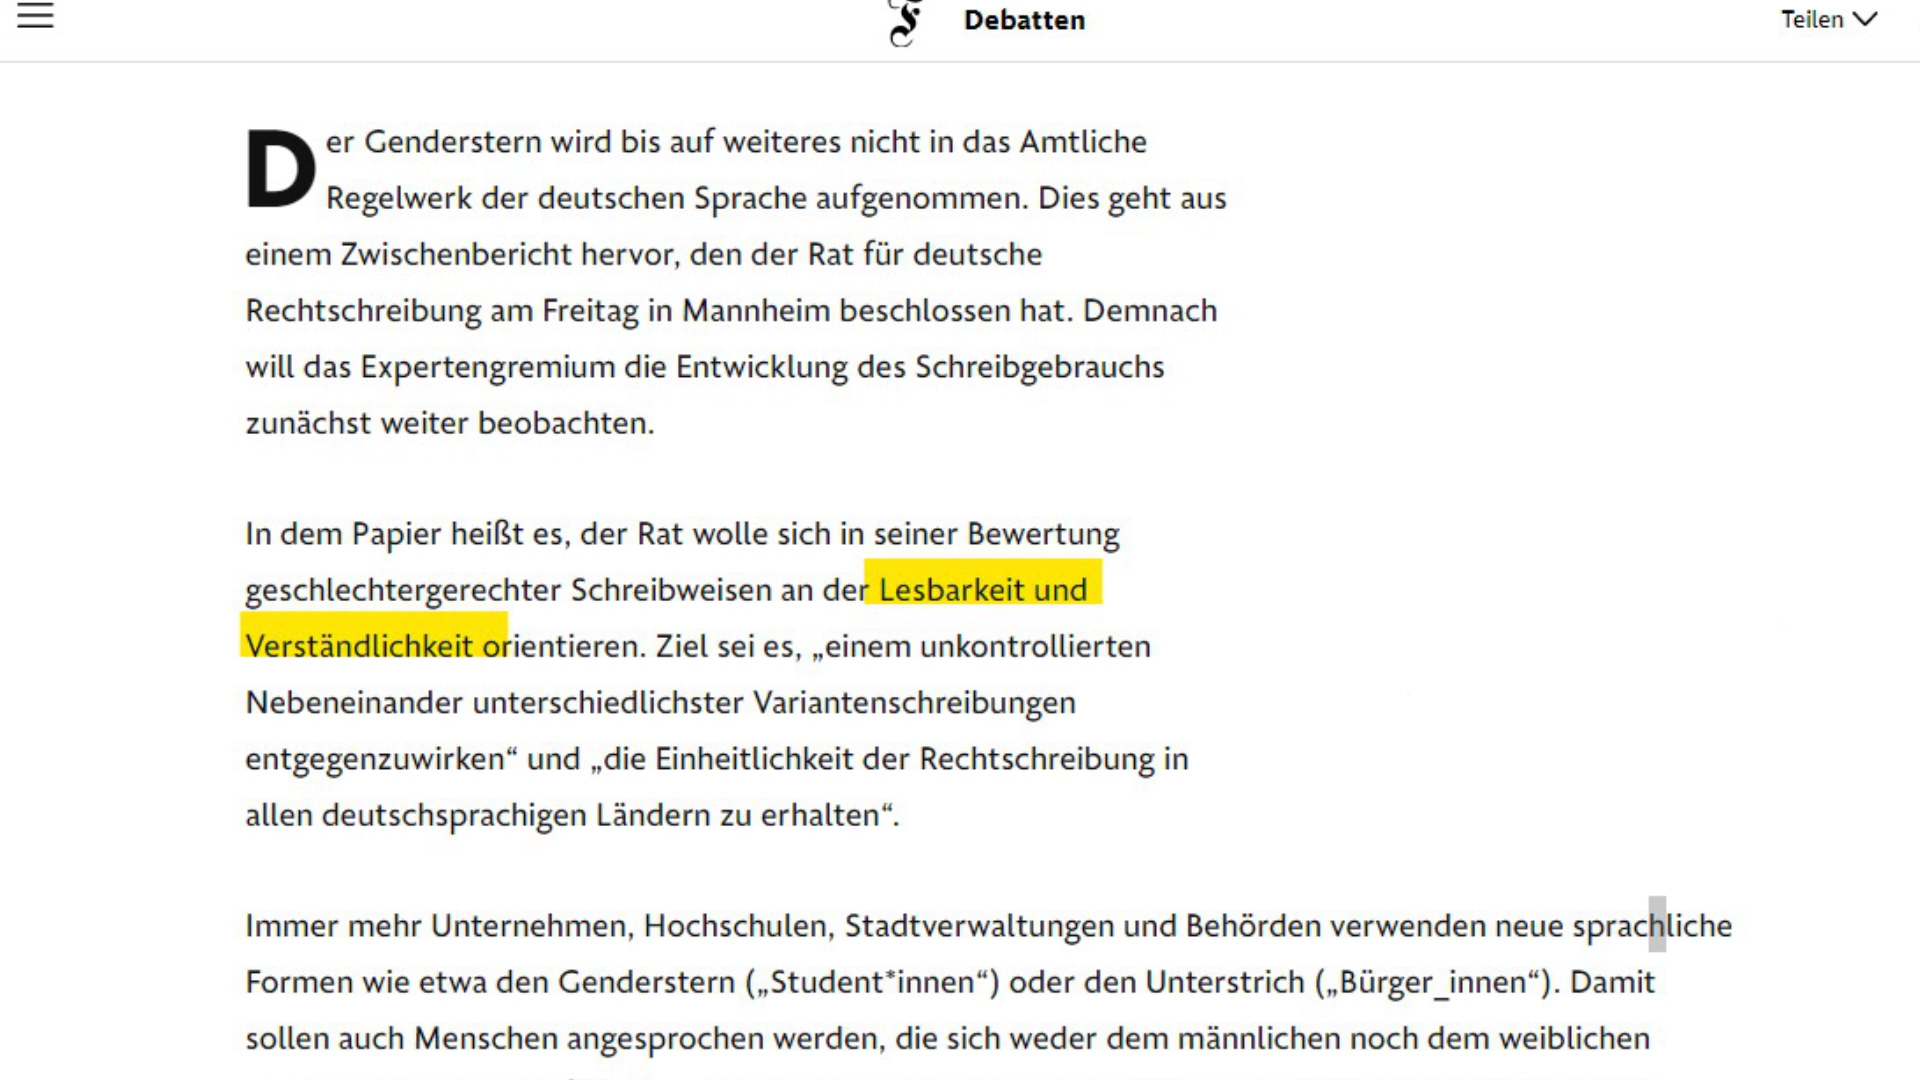 Debatten
Teilen
Der Genderstern wird bis auf weiteres nicht in das Amtliche
Regelwerk der deutschen Sprache aufgenommen. Dies geht aus
einem Zwischenbericht hervor, den der Rat für deutsche
Rechtschreibung am Freitag in Mannheim beschlossen hat. Demnach
will das Expertengremium die Entwicklung des Schreibgebrauchs
zunächst weiter beobachten.
In dem Papier heißt es, der Rat wolle sich in seiner Bewertung
geschlechtergerechter Schreibweisen an der Lesbarkeit und
Verständlichkeit orientieren. Ziel sei es, „einem unkontrollierten
Nebeneinander unterschiedlichster Variantenschreibungen
entgegenzuwirken“ und „die Einheitlichkeit der Rechtschreibung in
allen deutschsprachigen Ländern zu erhalten“.
Immer mehr Unternehmen, Hochschulen, Stadtverwaltungen und Behörden verwenden neue sprachliche
Formen wie etwa den Genderstern („Student*innen“) oder den Unterstrich („Bürger_innen“). Damit
sollen auch Menschen angesprochen werden, die sich weder dem männlichen noch dem weiblichen